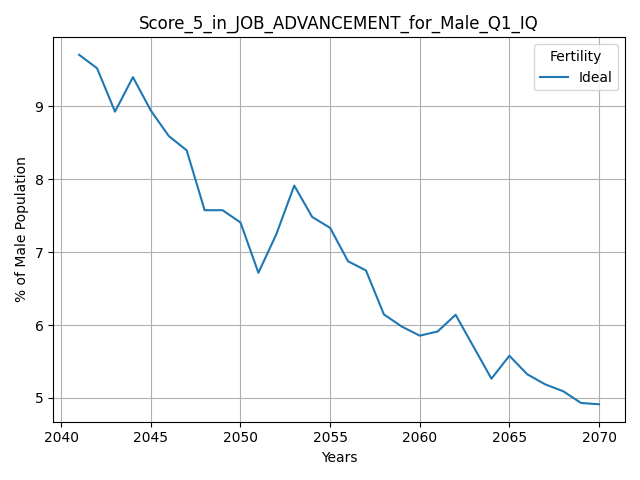 Score_5_in_JOB_ADVANCEMENT_for_Male_Q1_IQ
Fertility
Ideal
% of Male Population
9
8
7
6
5
2040 2045 2050 2055 2060 2065 2070
Years